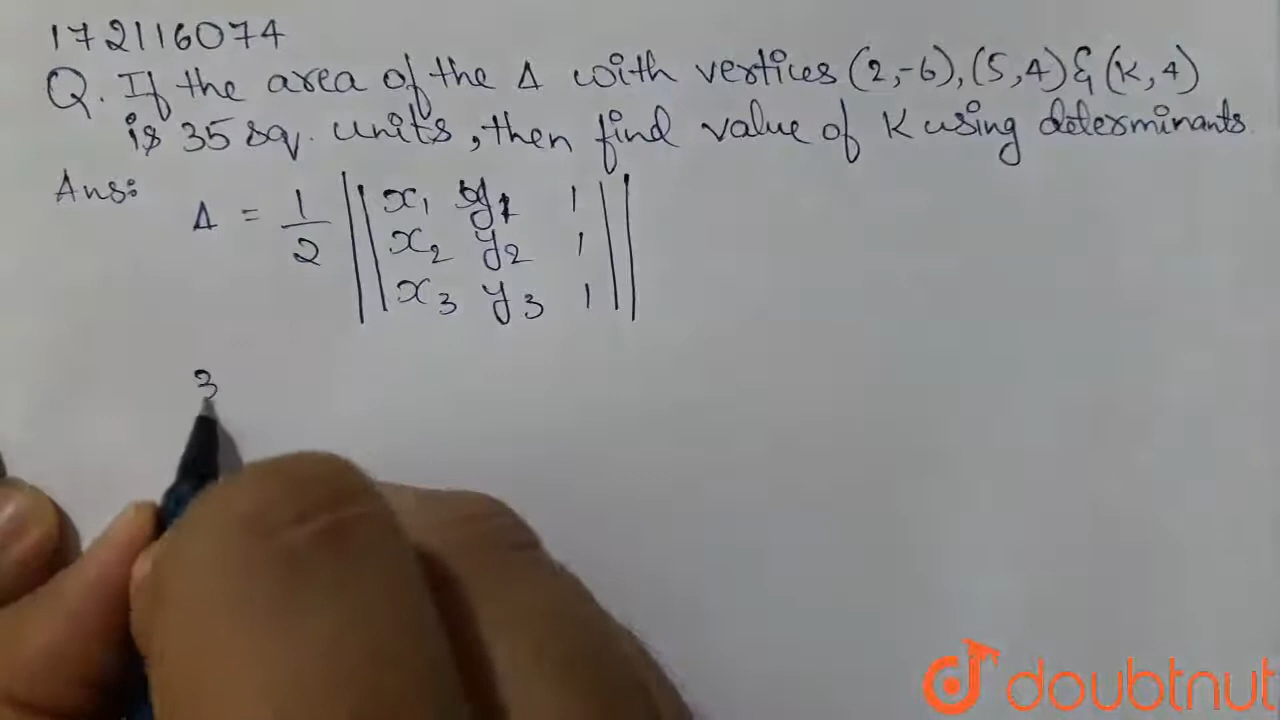 172116074
Q. If the area of the Δ with vertices (2,-6), (5,4) & (K,4)
is 35 sq. units, then find value of K using determinants.
Ans:
Δ = 1/2 || x₁ y₁ 1
x₂ y₂ 1
x₃ y₃ 1 ||
3
doubtnut